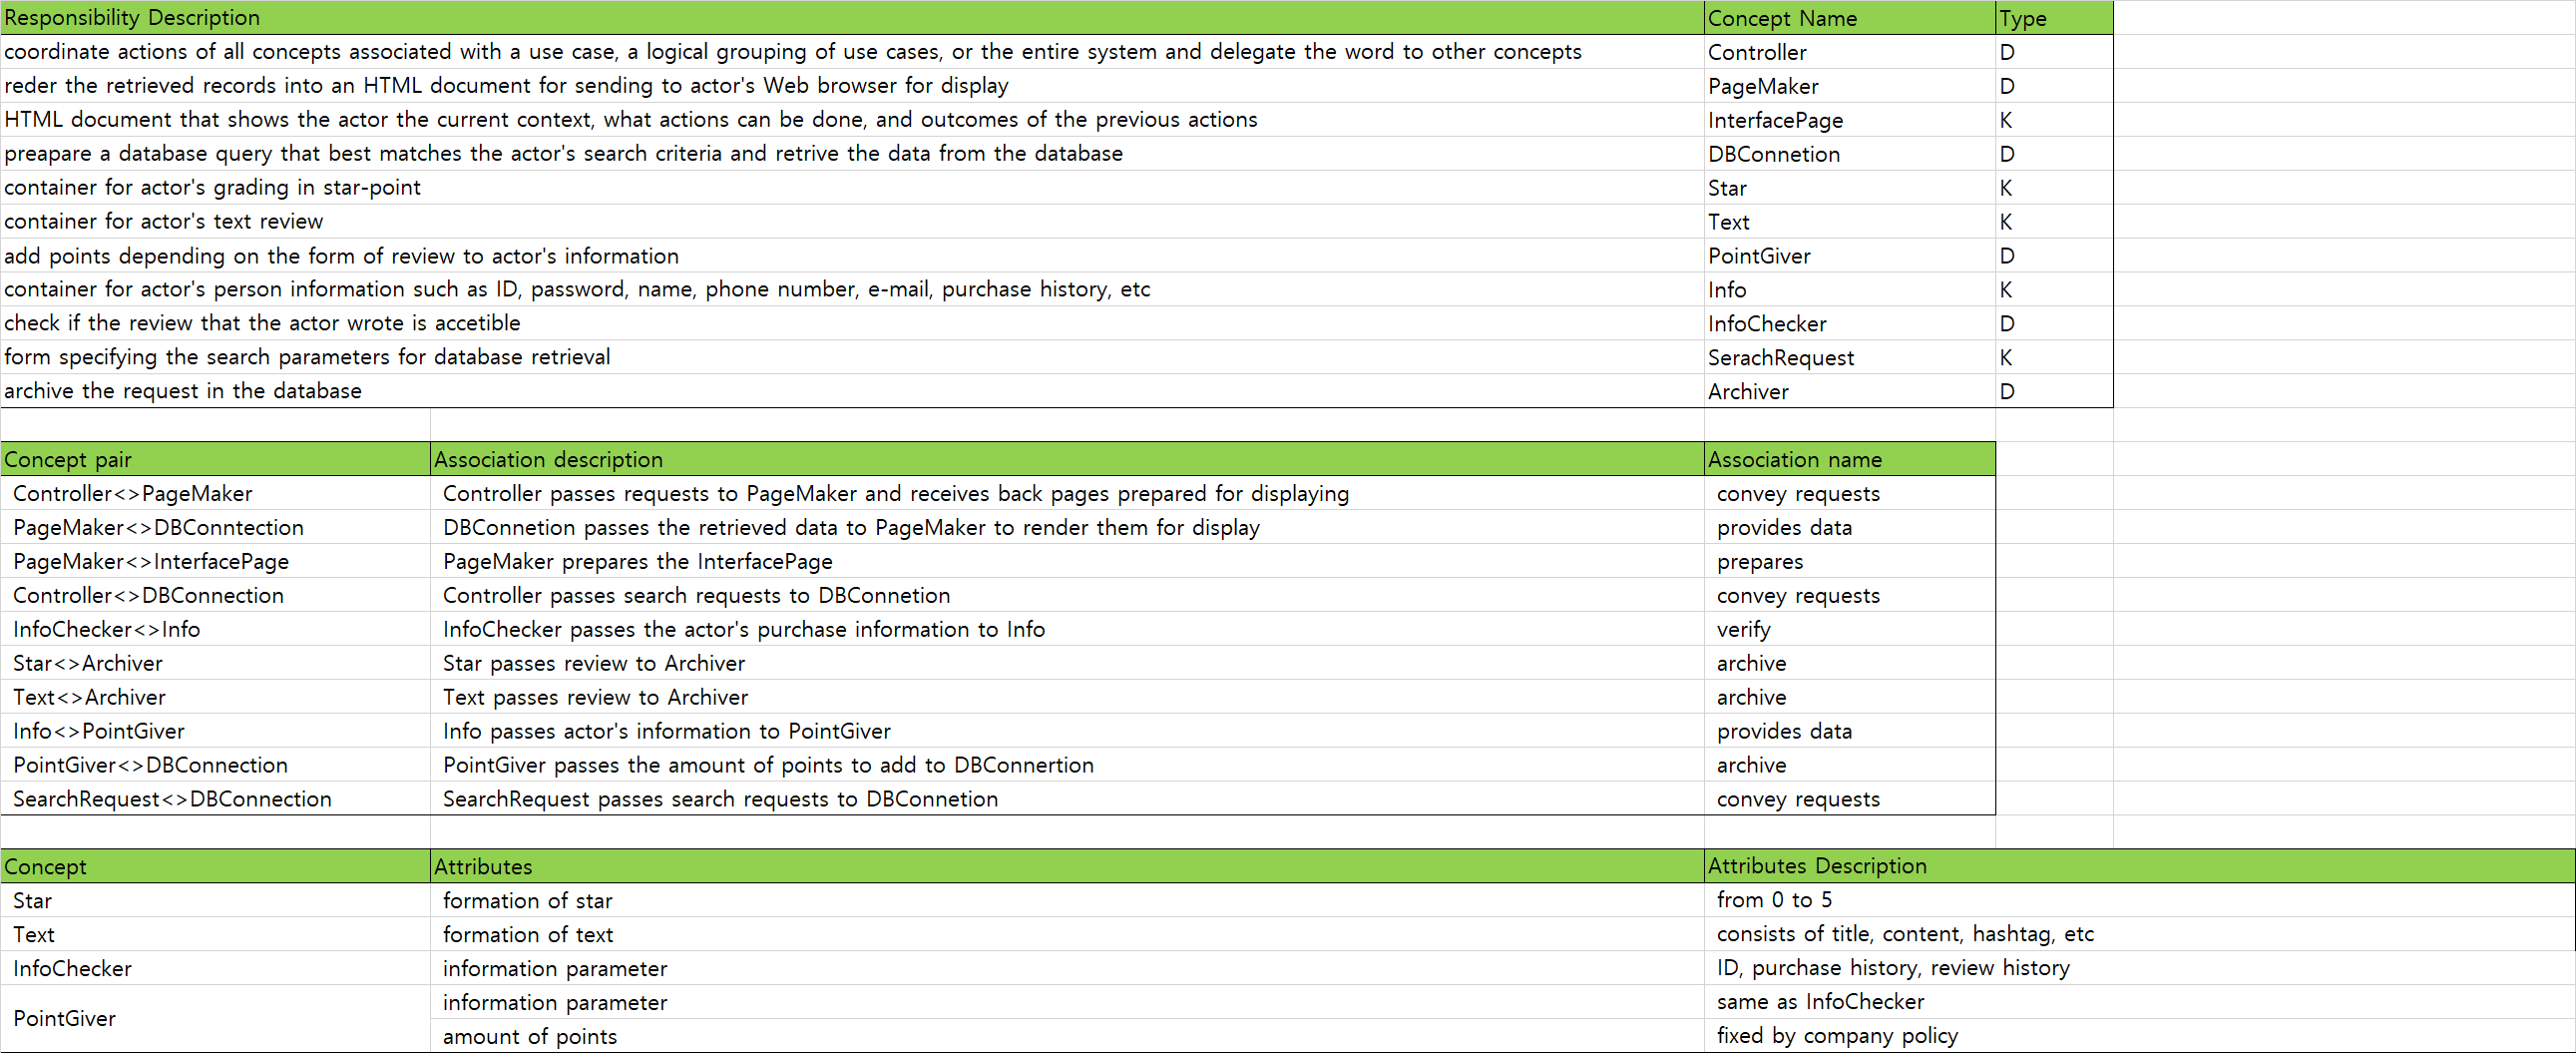 Responsibility Description Concept Name Type
coordinate actions of all concepts associated with a use case, a logical grouping of use cases, or the entire system and delegate the word to other concepts Controller D
reder the retrieved records into an HTML document for sending to actor's Web browser for display PageMaker D
HTML document that shows the actor the current context, what actions can be done, and outcomes of the previous actions InterfacePage K
preapare a database query that best matches the actor's search criteria and retrive the data from the database DBConnetion D
container for actor's grading in star-point Star K
container for actor's text review Text K
add points depending on the form of review to actor's information PointGiver D
container for actor's person information such as ID, password, name, phone number, e-mail, purchase history, etc Info K
check if the review that the actor wrote is accetible InfoChecker D
form specifying the search parameters for database retrieval SerachRequest K
archive the request in the database Archiver D
Concept pair Association description Association name
Controller<>PageMaker Controller passes requests to PageMaker and receives back pages prepared for displaying convey requests
PageMaker<>DBConntection DBConnetion passes the retrieved data to PageMaker to render them for display provides data
PageMaker<>InterfacePage PageMaker prepares the InterfacePage prepares
Controller<>DBConnection Controller passes search requests to DBConnetion convey requests
InfoChecker<>Info InfoChecker passes the actor's purchase information to Info verify
Star<>Archiver Star passes review to Archiver archive
Text<>Archiver Text passes review to Archiver archive
Info<>PointGiver Info passes actor's information to PointGiver provides data
PointGiver<>DBConnection PointGiver passes the amount of points to add to DBConnertion archive
SearchRequest<>DBConnection SearchRequest passes search requests to DBConnetion convey requests
Concept Attributes Attributes Description
Star formation of star from 0 to 5
Text formation of text consists of title, content, hashtag, etc
InfoChecker information parameter ID, purchase history, review history
PointGiver information parameter same as InfoChecker
amount of points fixed by company policy